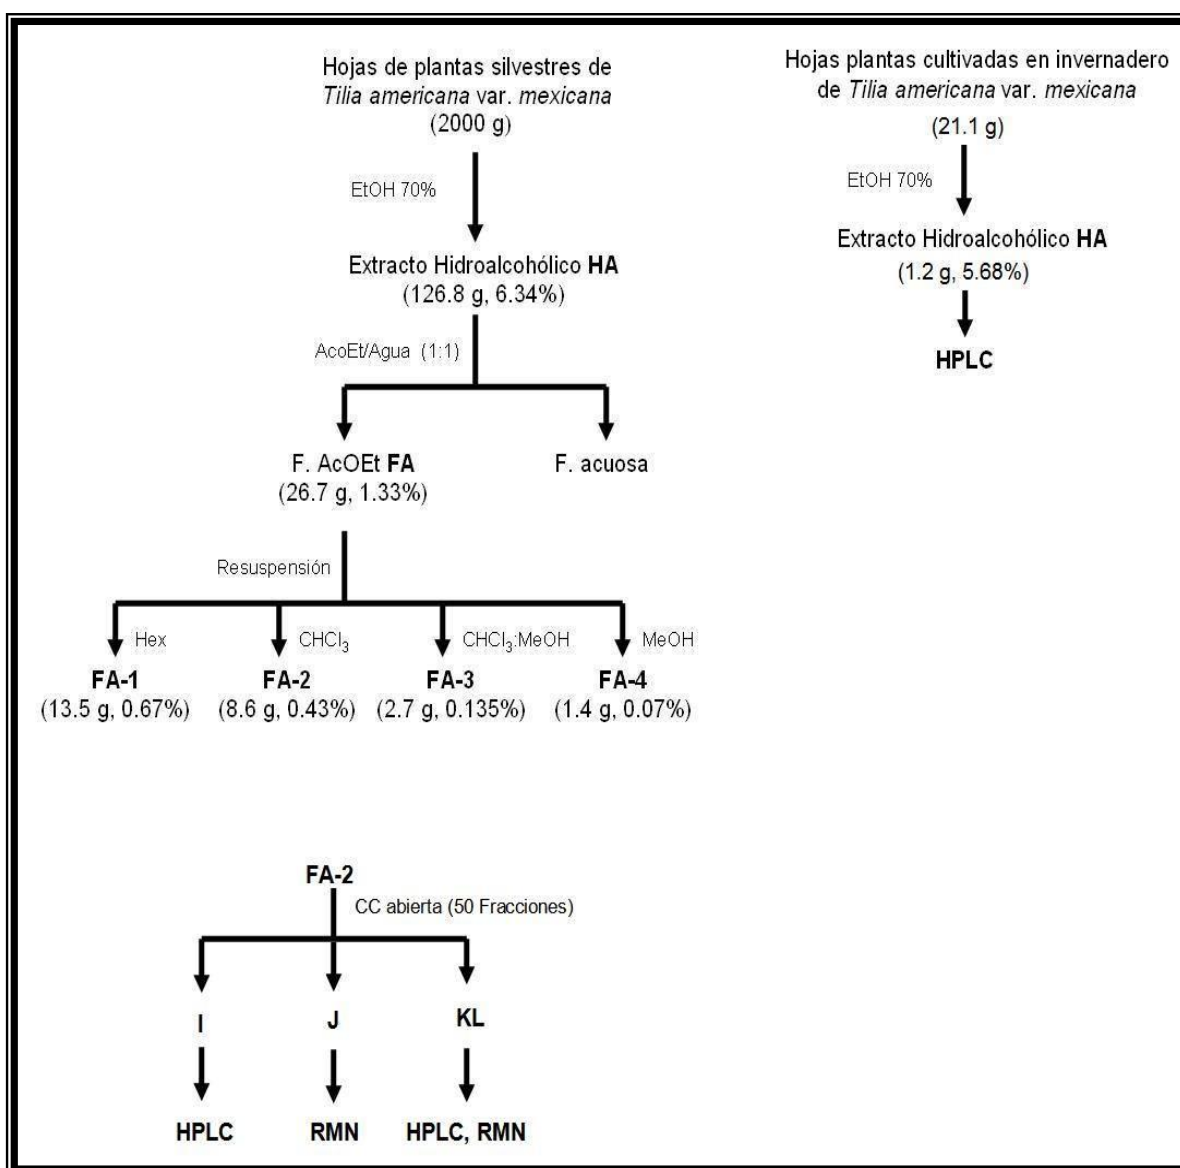 Hojas de plantas silvestres de
Tilia americana var. mexicana
(2000 g)
EtOH 70%
Extracto Hidroalcohólico HA
(126.8 g, 6.34%)
AcoEt/Agua (1:1)
F. AcOEt FA
(26.7 g, 1.33%)
F. acuosa
Resuspensión
Hex
CHCl₃
CHCl₃:MeOH
MeOH
FA-1
(13.5 g, 0.67%)
FA-2
(8.6 g, 0.43%)
FA-3
(2.7 g, 0.135%)
FA-4
(1.4 g, 0.07%)
Hojas plantas cultivadas en invernadero
de Tilia americana var. mexicana
(21.1 g)
EtOH 70%
Extracto Hidroalcohólico HA
(1.2 g, 5.68%)
HPLC
FA-2
CC abierta (50 Fracciones)
I
J
KL
HPLC
RMN
HPLC, RMN